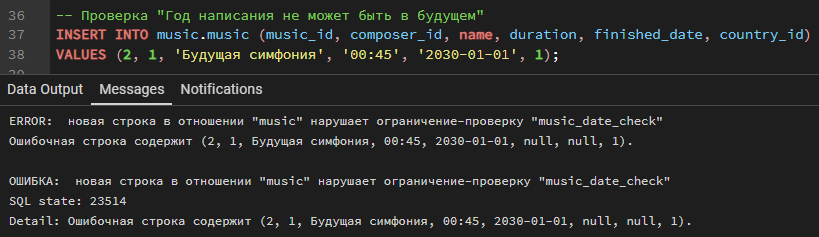 36 -- Проверка "Год написания не может быть в будущем"
37 INSERT INTO music.music (music_id, composer_id, name, duration, finished_date, country_id)
38 VALUES (2, 1, 'Будущая симфония', '00:45', '2030-01-01', 1);
Data Output Messages Notifications
ERROR: новая строка в отношении "music" нарушает ограничение-проверку "music_date_check"
Ошибочная строка содержит (2, 1, Будущая симфония, 00:45, 2030-01-01, null, null, 1).
ОШИБКА: новая строка в отношении "music" нарушает ограничение-проверку "music_date_check"
SQL state: 23514
Detail: Ошибочная строка содержит (2, 1, Будущая симфония, 00:45, 2030-01-01, null, null, 1).